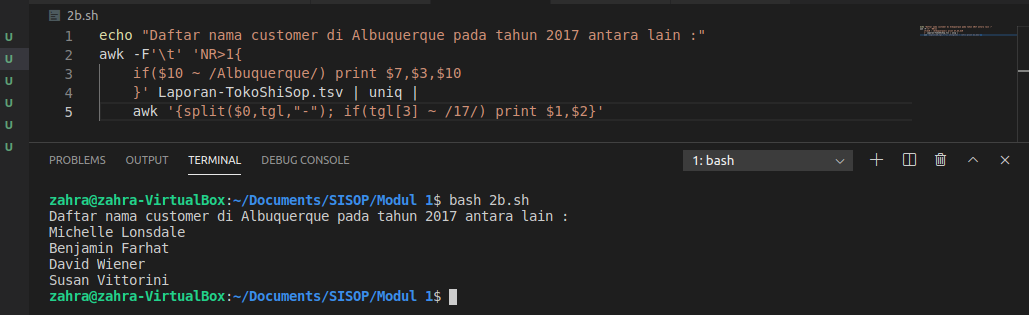 2b.sh
U
U
U
U
U
U
1 echo "Daftar nama customer di Albuquerque pada tahun 2017 antara lain :"
2 awk -F'\t' 'NR>1{
3 if($10 ~ /Albuquerque/) print $7,$3,$10
4 }' Laporan-TokoShiSop.tsv | uniq |
5 awk '{split($0,tgl,"-"); if(tgl[3] ~ /17/) print $1,$2}'
PROBLEMS OUTPUT TERMINAL DEBUG CONSOLE 1: bash
zahra@zahra-VirtualBox:~/Documents/SISOP/Modul 1$ bash 2b.sh
Daftar nama customer di Albuquerque pada tahun 2017 antara lain :
Michelle Lonsdale
Benjamin Farhat
David Wiener
Susan Vittorini
zahra@zahra-VirtualBox:~/Documents/SISOP/Modul 1$